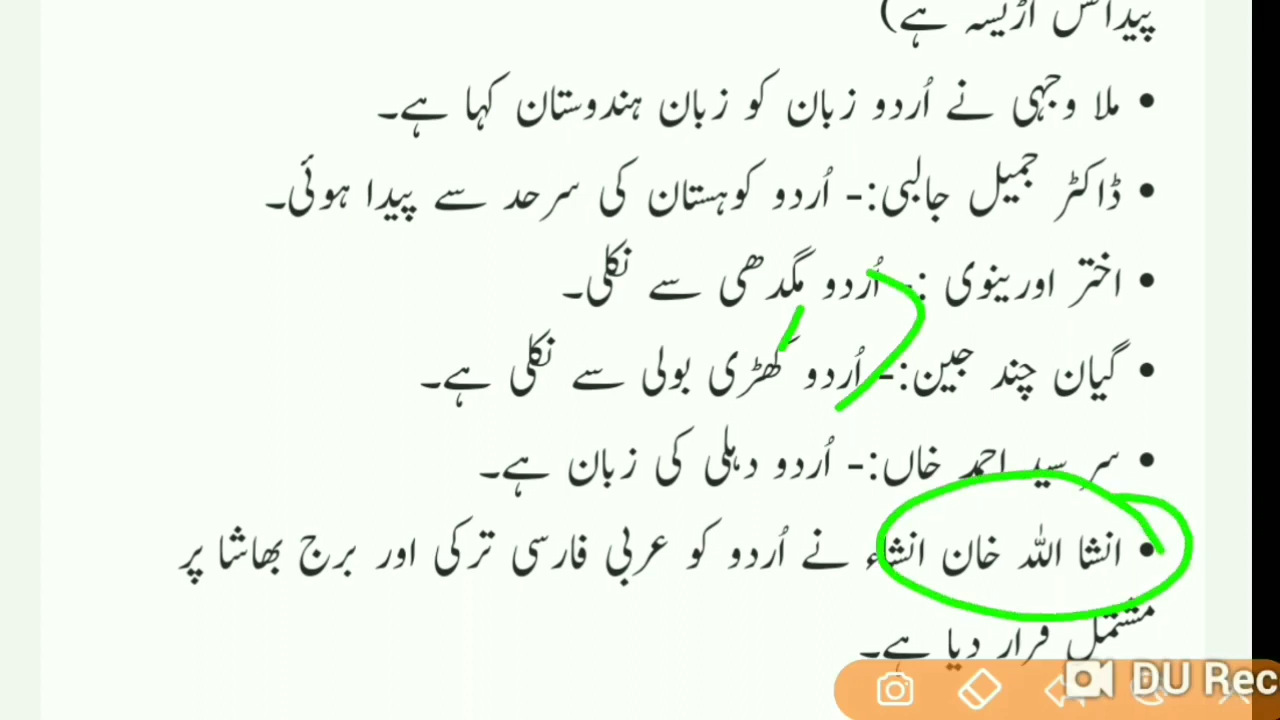 پیدائش اڑیسہ ہے)
• ملا وجہی نے اُردو زبان کو زبان ہندوستان کہا ہے۔
• ڈاکٹر جمیل جالبی:- اُردو کوہستان کی سرحد سے پیدا ہوئی۔
• اختر اورینوی :- اُردو مگدھی سے نکلی۔
• گیان چند جین:- اُردو کھڑی بولی سے نکلی ہے۔
• سر سید احمد خاں:- اُردو دہلی کی زبان ہے۔
• انشا اللہ خان انشاء نے اُردو کو عربی فارسی ترکی اور برج بھاشا پر
مشتمل قرار دیا ہے۔
DU Rec